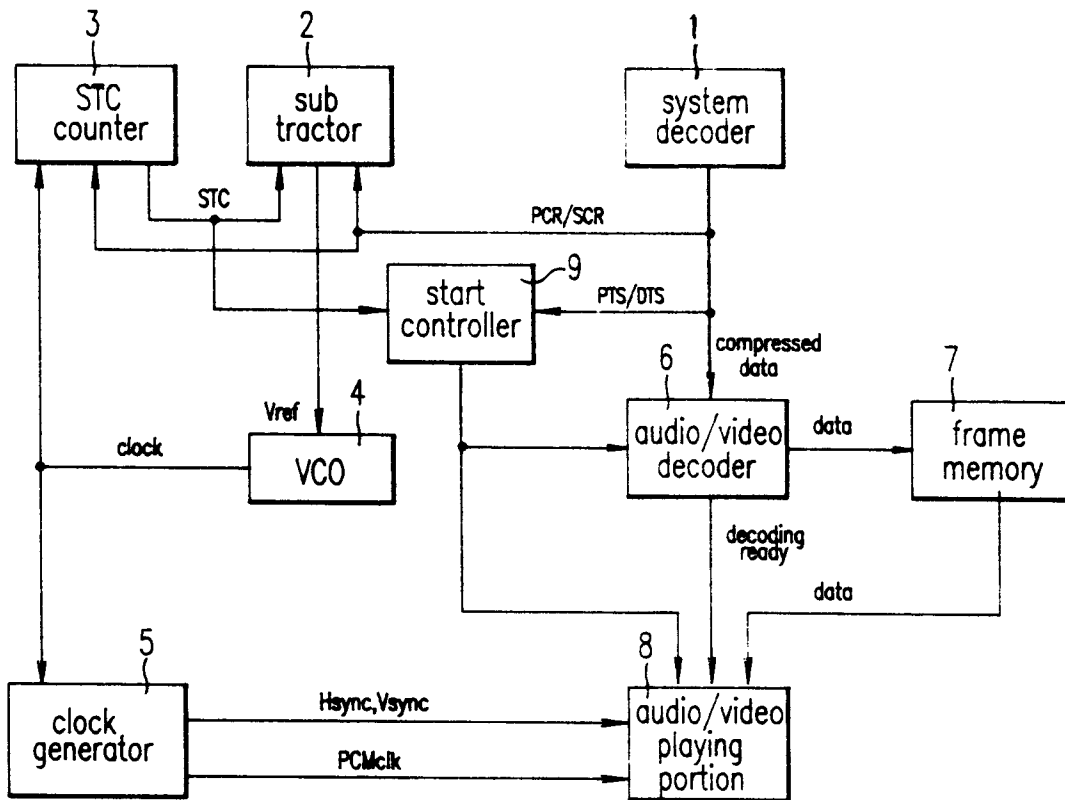 3
STC
counter
2
sub
tractor
1
system
decoder
STC
PCR/SCR
9
start
controller
PTS/DTS
compressed
data
Vref
4
VCO
clock
6
audio/video
decoder
data
7
frame
memory
decoding
ready
data
5
clock
generator
Hsync,Vsync
PCMclk
8
audio/video
playing
portion